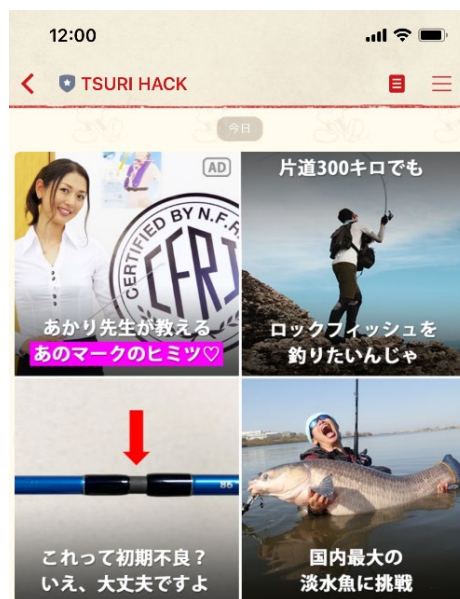 12:00
TSURI HACK
今日
AD
CERTIFIED BY N.F.R
CFRI
あかり先生が教える
あのマークのヒミツ♡
片道300キロでも
ロックフィッシュを
釣りたいんじゃ
86
これって初期不良？
いえ、大丈夫ですよ
国内最大の
淡水魚に挑戦